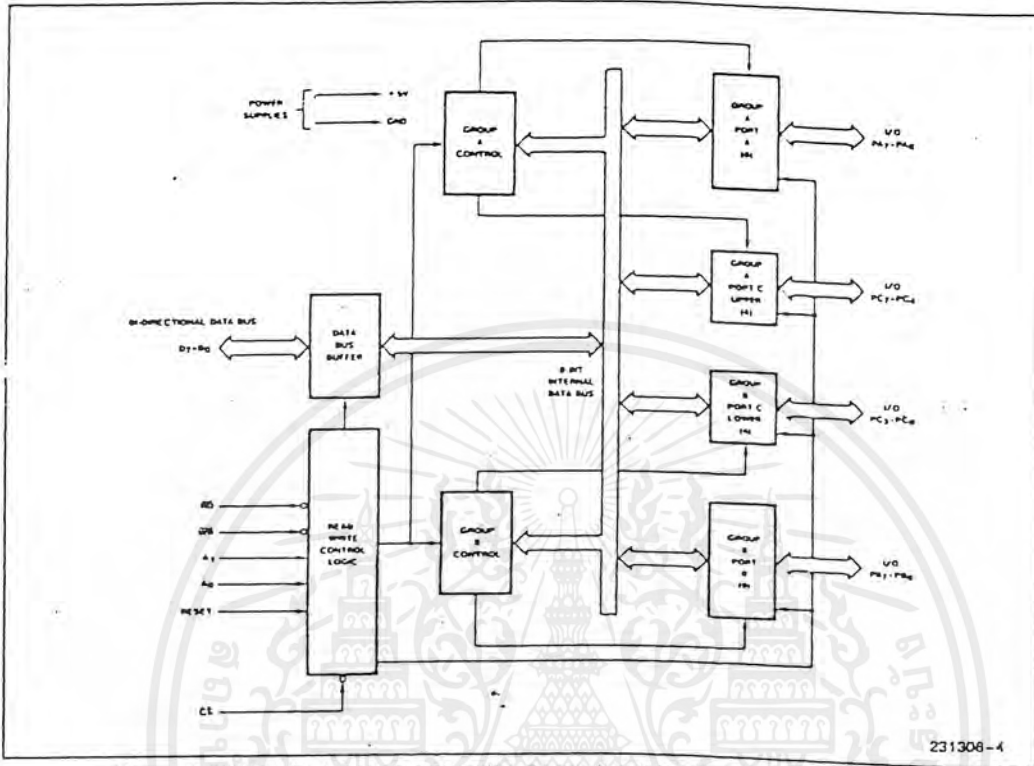 POWER
SUPPLIES
+5V
GND
GROUP
A
CONTROL
GROUP
A
PORT
A
(8)
I/O
PA7-PA0
GROUP
A
PORT C
UPPER
(4)
I/O
PC7-PC4
BI-DIRECTIONAL DATA BUS
D7-D0
DATA
BUS
BUFFER
8-BIT
INTERNAL
DATA BUS
GROUP
B
PORT C
LOWER
(4)
I/O
PC3-PC0
RD
WR
A1
A0
RESET
CS
READ
WRITE
CONTROL
LOGIC
GROUP
B
CONTROL
GROUP
B
PORT
B
(8)
I/O
231308-4